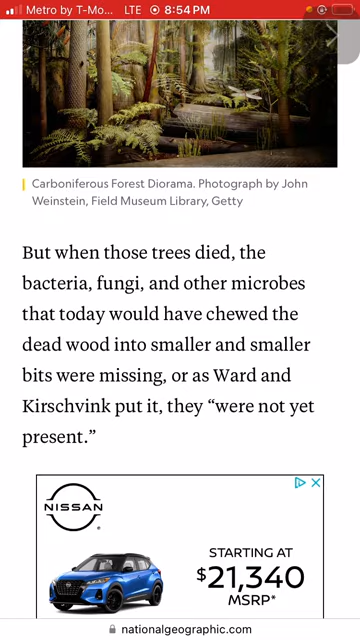 Metro by T-Mo... LTE 8:54 PM
Carboniferous Forest Diorama. Photograph by John
Weinstein, Field Museum Library, Getty
But when those trees died, the
bacteria, fungi, and other microbes
that today would have chewed the
dead wood into smaller and smaller
bits were missing, or as Ward and
Kirschvink put it, they “were not yet
present.”
NISSAN
STARTING AT
$21,340
MSRP*
nationalgeographic.com